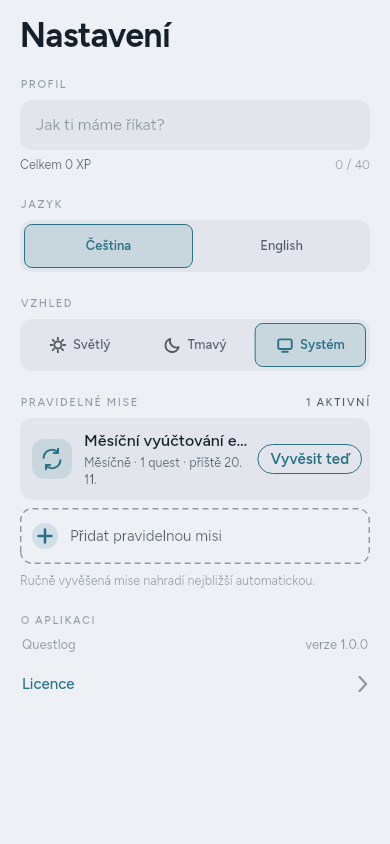 Nastavení
PROFIL
Jak ti máme říkat?
Celkem 0 XP
0 / 40
JAZYK
Čeština
English
VZHLED
Světlý
Tmavý
Systém
PRAVIDELNÉ MISE
1 AKTIVNÍ
Měsíční vyúčtování e…
Měsíčně · 1 quest · příště 20.
11.
Vyvěsit teď
Přidat pravidelnou misi
Ručně vyvěšená mise nahradí nejbližší automatickou.
O APLIKACI
Questlog
verze 1.0.0
Licence